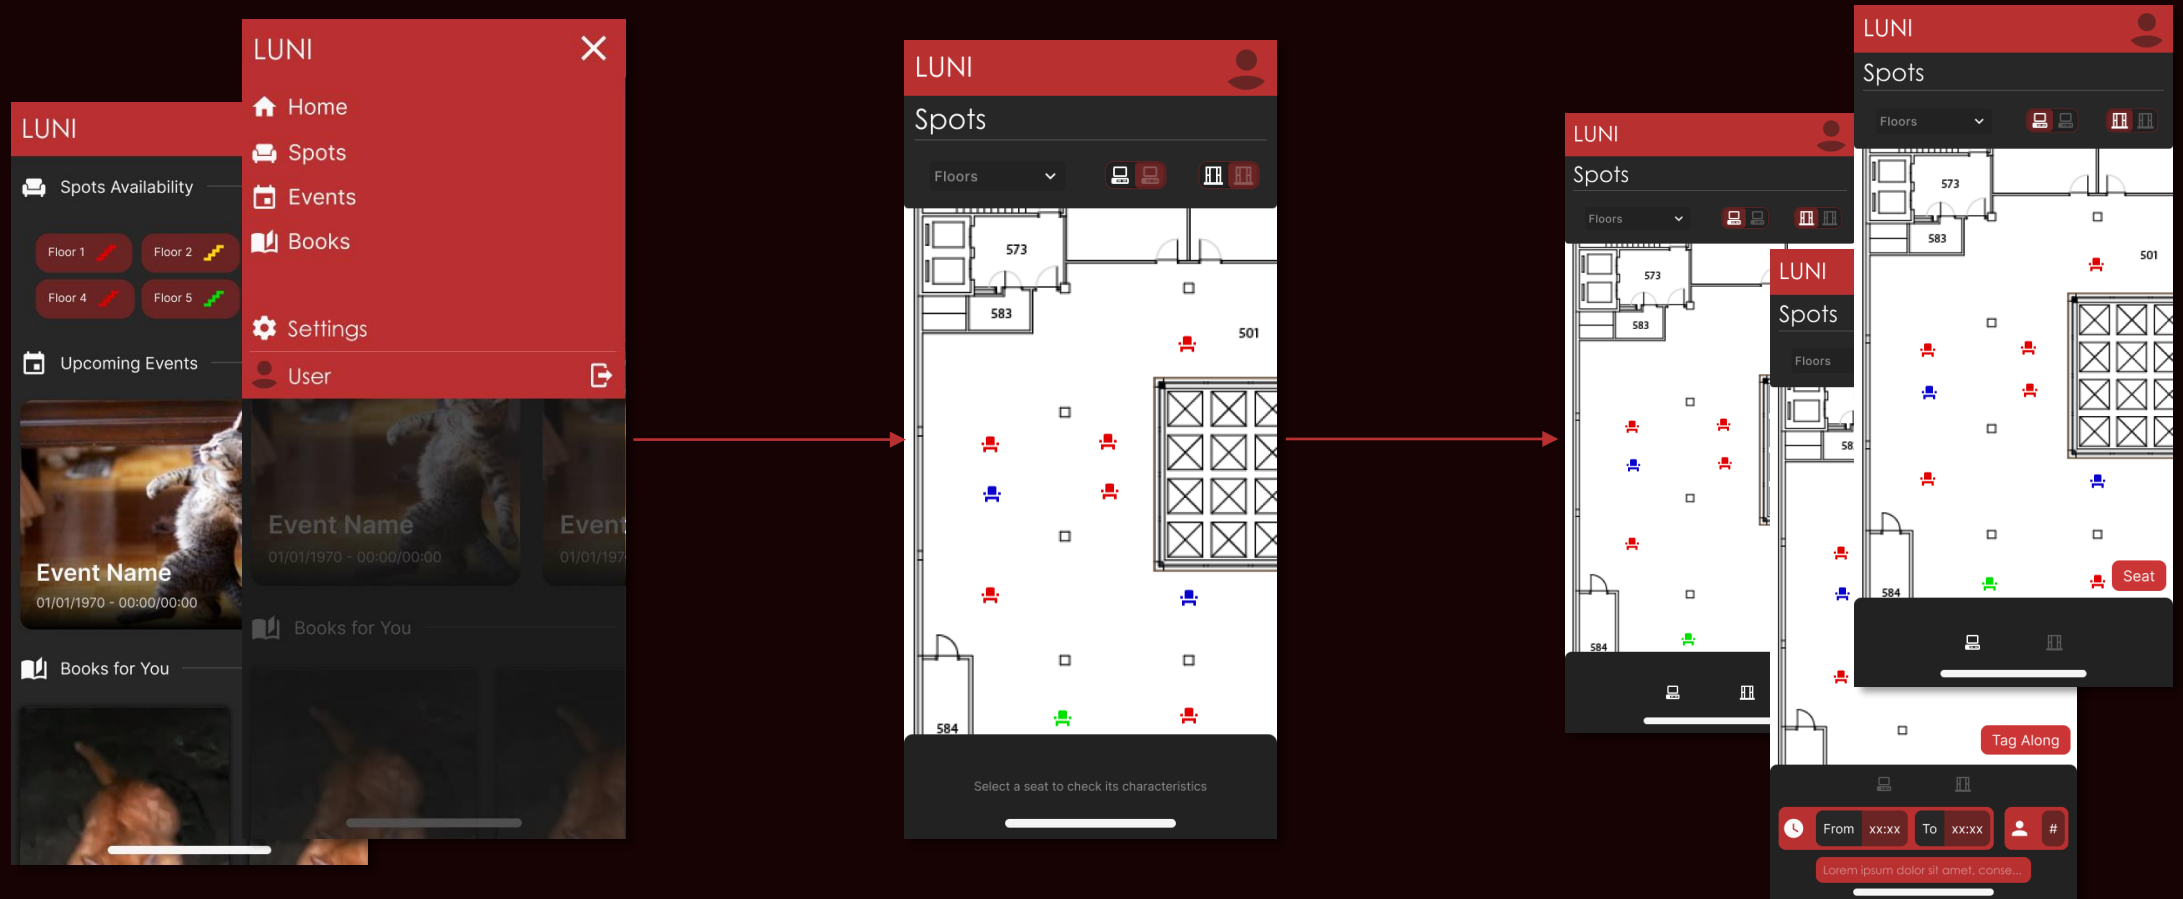 LUNI
Spots Availability
Floor 1
Floor 2
Floor 4
Floor 5
Upcoming Events
Event Name
01/01/1970 - 00:00/00:00
Books for You
LUNI
Home
Spots
Events
Books
Settings
User
Event Name
01/01/1970 - 00:00/00:00
Event
01/01/197
Books for You
LUNI
Spots
Floors
573
583
501
584
Select a seat to check its characteristics
LUNI
Spots
Floors
573
583
584
LUNI
Spots
Floors
58
Tag Along
From xx:xx To xx:xx #
Lorem ipsum dolor sit amet, conse...
LUNI
Spots
Floors
573
583
501
584
Seat